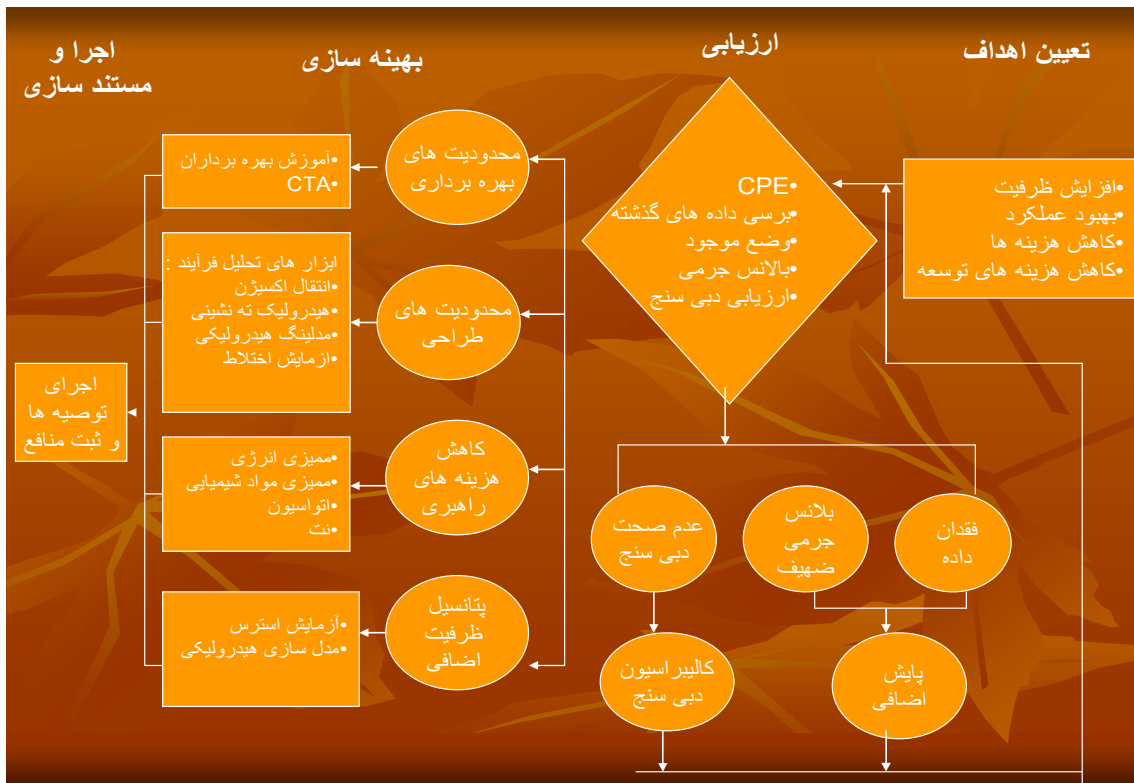 تعیین اهداف
ارزیابی
بهینه سازی
اجرا و
مستند سازی
•افزایش ظرفیت
•بهبود عملکرد
•کاهش هزینه ها
•کاهش هزینه های توسعه
•CPE
•برسی داده های گذشته
•وضع موجود
•بالانس جرمی
•ارزیابی دبی سنج
فقدان
داده
بلانس
جرمی
ضهیف
عدم صحت
دبی سنج
پایش
اضافی
کالیبراسیون
دبی سنج
محدودیت های
بهره برداری
•آموزش بهره برداران
•CTA
محدودیت های
طراحی
ابزار های تحلیل فرآیند :
•انتقال اکسیژن
•هیدرولیک ته نشینی
•مدلینگ هیدرولیکی
•ازمایش اختلاط
کاهش
هزینه های
راهبری
•ممیزی انرژی
•ممیزی مواد شیمیایی
•اتواسیون
•نت
پتانسیل
ظرفیت
اضافی
•آزمایش استرس
•مدل سازی هیدرولیکی
اجرای
توصیه ها
و ثبت منافع